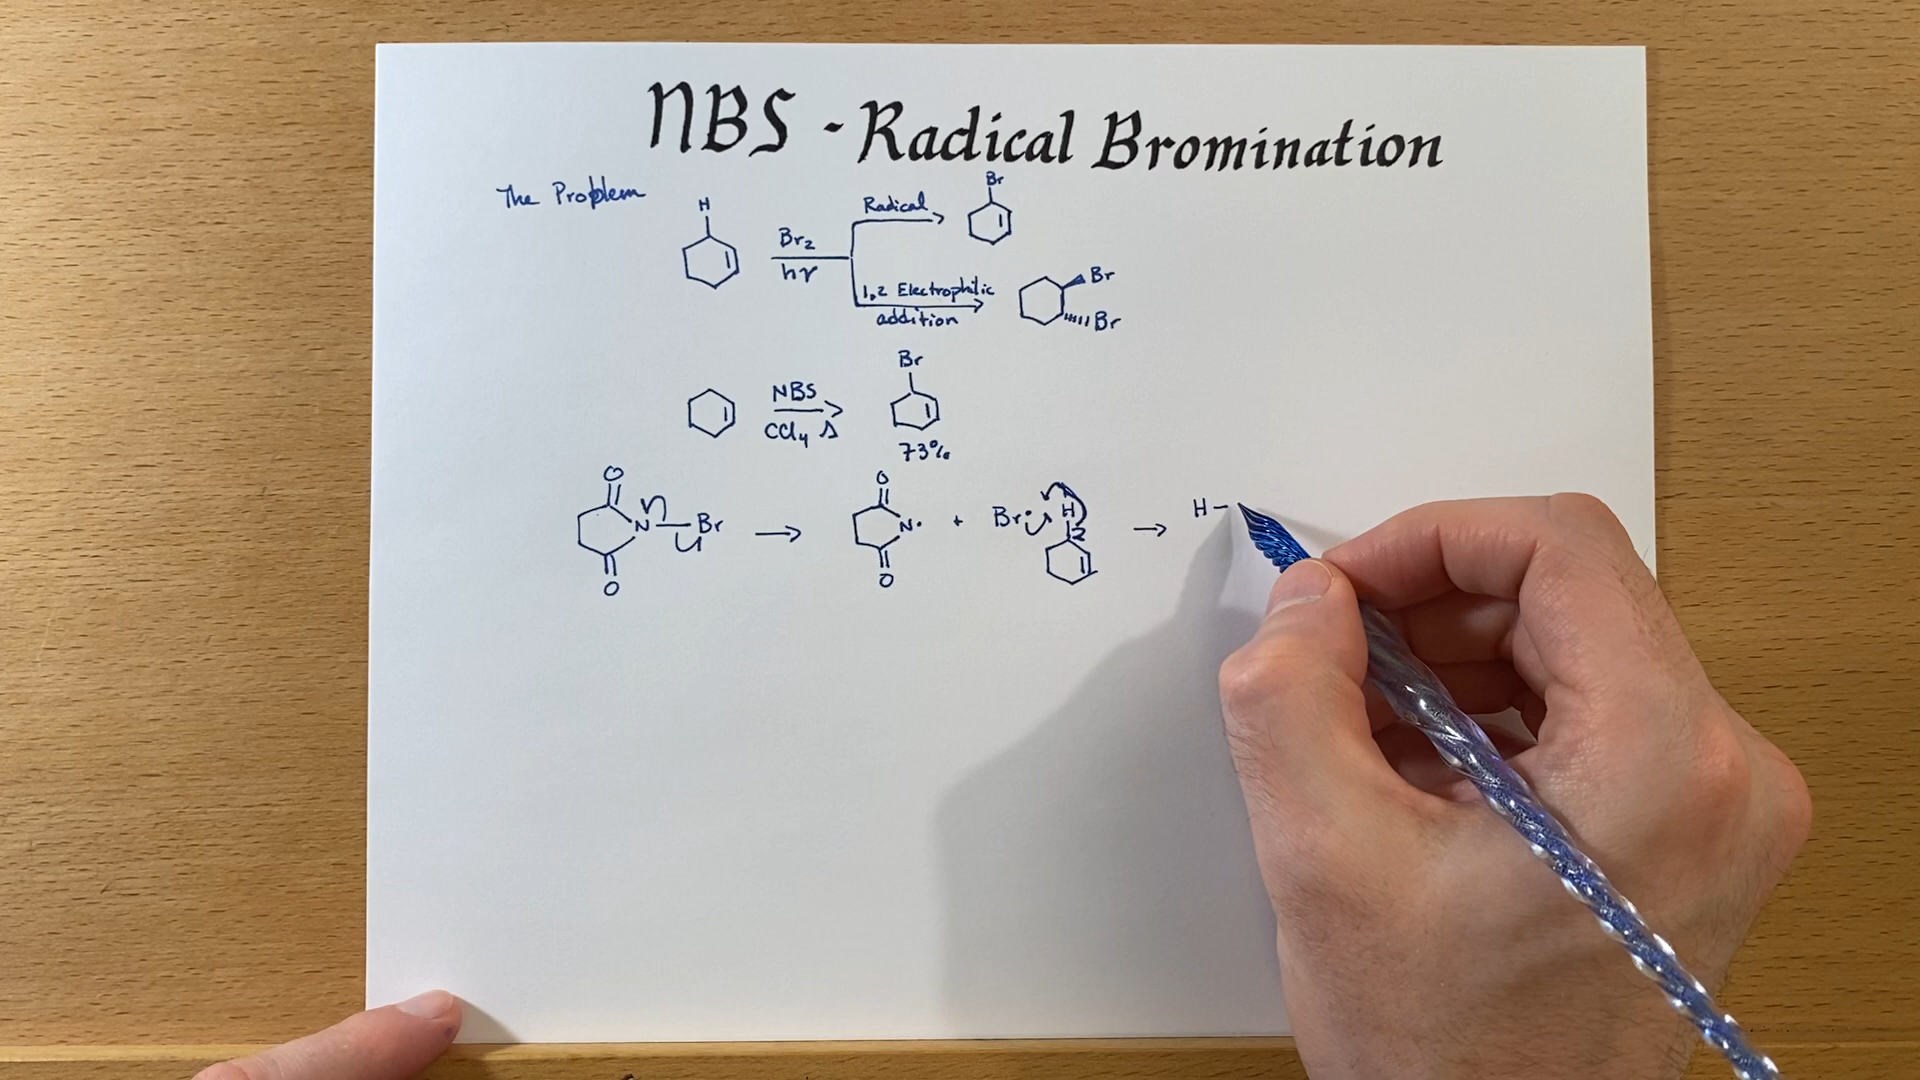 NBS - Radical Bromination
The Problem
H
Br₂
hν
Radical
Br
1,2 Electrophilic
addition
Br
Br
NBS
CCl₄ Δ
Br
73%
O
N
Br
O
O
N·
O
+
Br·
H
H-